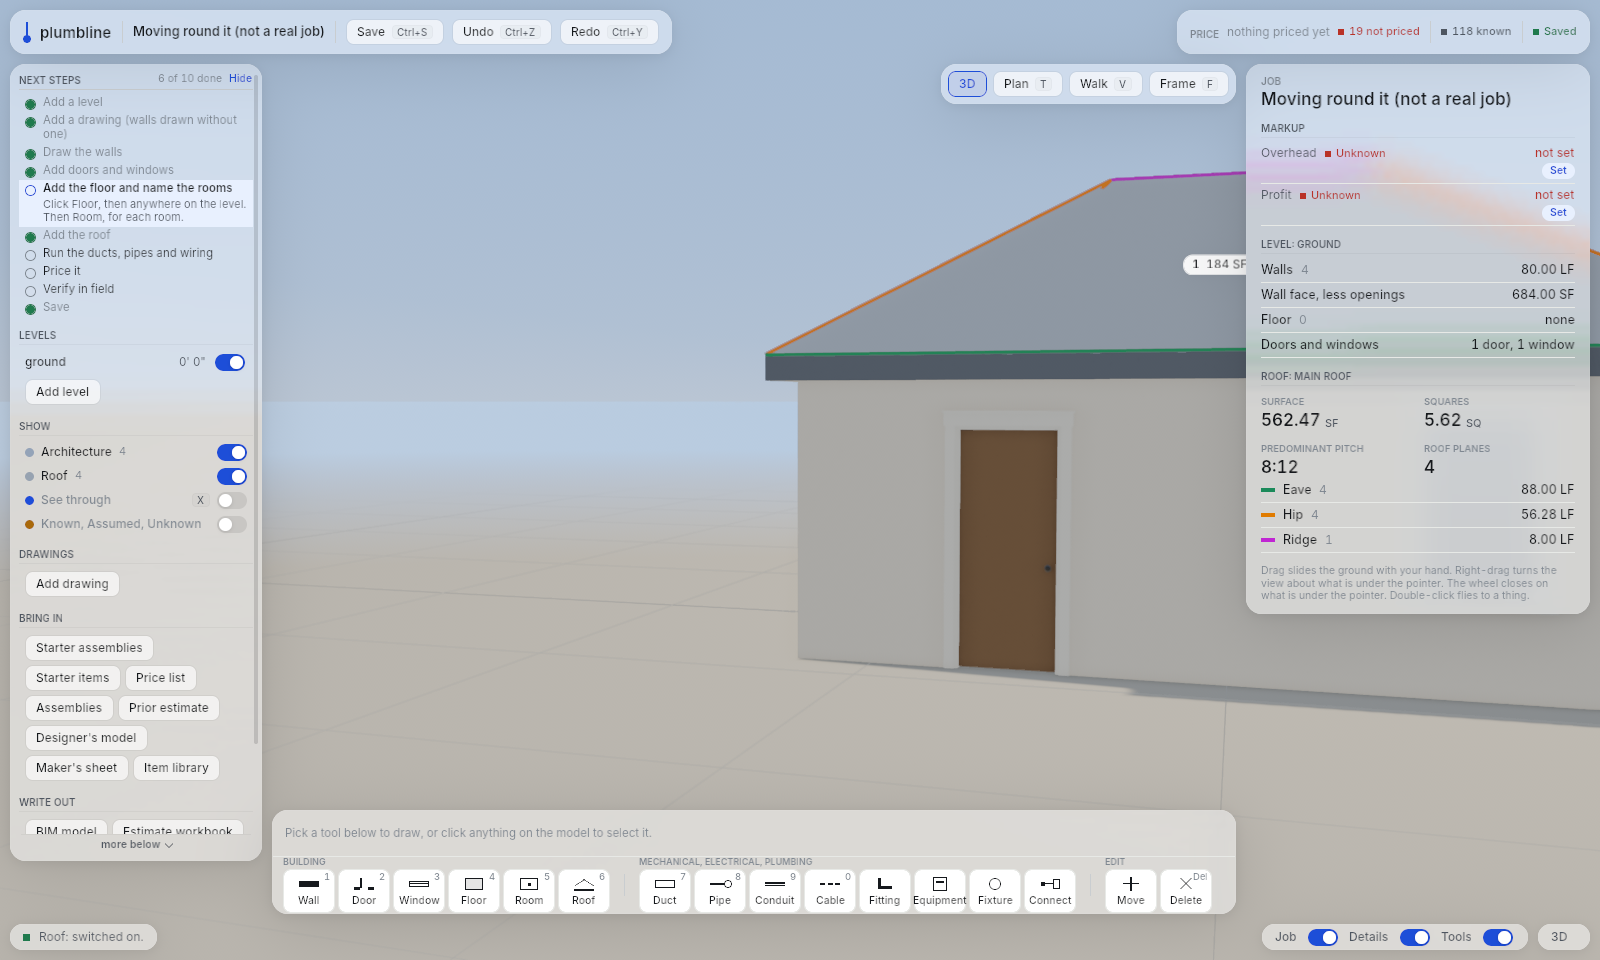 plumbline
Moving round it (not a real job)
Save Ctrl+S
Undo Ctrl+Z
Redo Ctrl+Y
PRICE nothing priced yet 19 not priced 118 known Saved
NEXT STEPS 6 of 10 done Hide
Add a level
Add a drawing (walls drawn without
one)
Draw the walls
Add doors and windows
Add the floor and name the rooms
Click Floor, then anywhere on the level.
Then Room, for each room.
Add the roof
Run the ducts, pipes and wiring
Price it
Verify in field
Save
LEVELS
ground 0' 0"
Add level
SHOW
Architecture 4
Roof 4
See through X
Known, Assumed, Unknown
DRAWINGS
Add drawing
BRING IN
Starter assemblies
Starter items Price list
Assemblies Prior estimate
Designer's model
Maker's sheet Item library
WRITE OUT
BIM model Estimate workbook
more below
Roof: switched on.
3D Plan T Walk V Frame F
1 184 SF
JOB
Moving round it (not a real job)
MARKUP
Overhead Unknown not set
Set
Profit Unknown not set
Set
LEVEL: GROUND
Walls 4 80.00 LF
Wall face, less openings 684.00 SF
Floor 0 none
Doors and windows 1 door, 1 window
ROOF: MAIN ROOF
SURFACE SQUARES
562.47 SF 5.62 SQ
PREDOMINANT PITCH ROOF PLANES
8:12 4
Eave 4 88.00 LF
Hip 4 56.28 LF
Ridge 1 8.00 LF
Drag slides the ground with your hand. Right-drag turns the
view about what is under the pointer. The wheel closes on
what is under the pointer. Double-click flies to a thing.
Pick a tool below to draw, or click anything on the model to select it.
BUILDING MECHANICAL, ELECTRICAL, PLUMBING EDIT
1 2 3 4 5 6 7 8 9 0 Del
Wall Door Window Floor Room Roof Duct Pipe Conduit Cable Fitting Equipment Fixture Connect Move Delete
Job Details Tools 3D